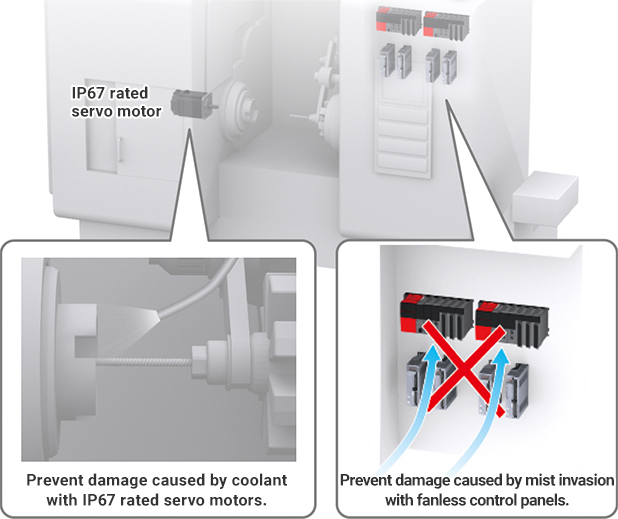 IP67 rated
servo motor
Prevent damage caused by coolant
with IP67 rated servo motors.
Prevent damage caused by mist invasion
with fanless control panels.